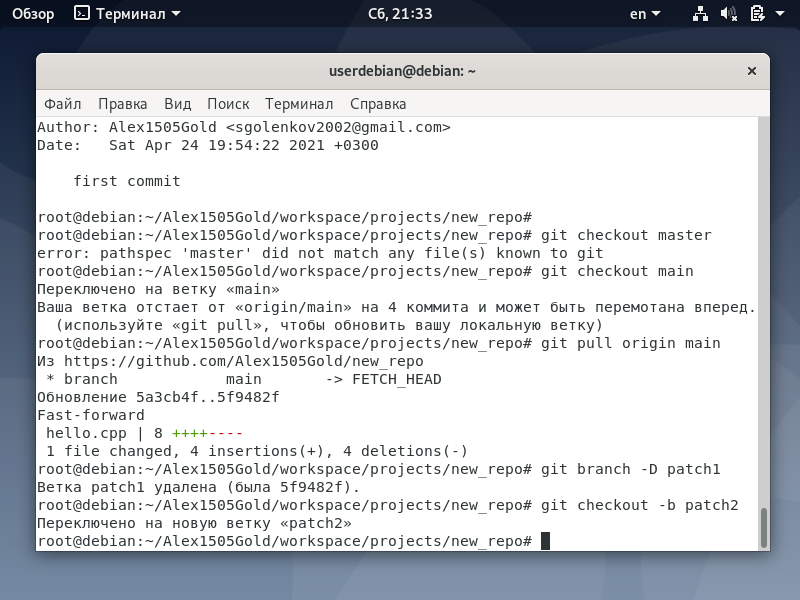 Обзор Терминал Сб, 21:33 en
userdebian@debian: ~ ×
Файл Правка Вид Поиск Терминал Справка
Author: Alex1505Gold <sgolenkov2002@gmail.com>
Date:   Sat Apr 24 19:54:22 2021 +0300
    first commit
root@debian:~/Alex1505Gold/workspace/projects/new_repo#
root@debian:~/Alex1505Gold/workspace/projects/new_repo# git checkout master
error: pathspec 'master' did not match any file(s) known to git
root@debian:~/Alex1505Gold/workspace/projects/new_repo# git checkout main
Переключено на ветку «main»
Ваша ветка отстает от «origin/main» на 4 коммита и может быть перемотана вперед.
  (используйте «git pull», чтобы обновить вашу локальную ветку)
root@debian:~/Alex1505Gold/workspace/projects/new_repo# git pull origin main
Из https://github.com/Alex1505Gold/new_repo
 * branch            main       -> FETCH_HEAD
Обновление 5a3cb4f..5f9482f
Fast-forward
 hello.cpp | 8 ++++----
 1 file changed, 4 insertions(+), 4 deletions(-)
root@debian:~/Alex1505Gold/workspace/projects/new_repo# git branch -D patch1
Ветка patch1 удалена (была 5f9482f).
root@debian:~/Alex1505Gold/workspace/projects/new_repo# git checkout -b patch2
Переключено на новую ветку «patch2»
root@debian:~/Alex1505Gold/workspace/projects/new_repo#